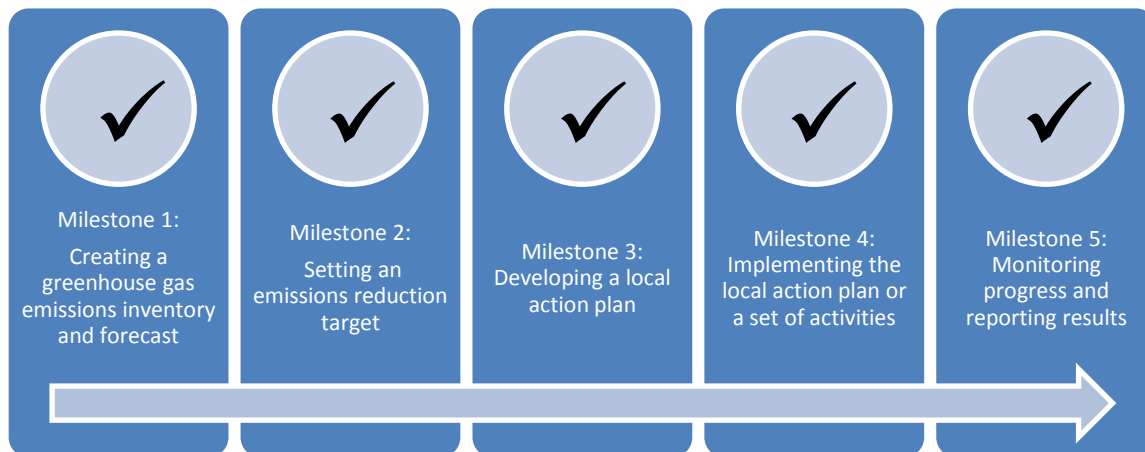 Milestone 1:
Creating a
greenhouse gas
emissions inventory
and forecast
Milestone 2:
Setting an
emissions reduction
target
Milestone 3:
Developing a local
action plan
Milestone 4:
Implementing the
local action plan or
a set of activities
Milestone 5:
Monitoring
progress and
reporting results